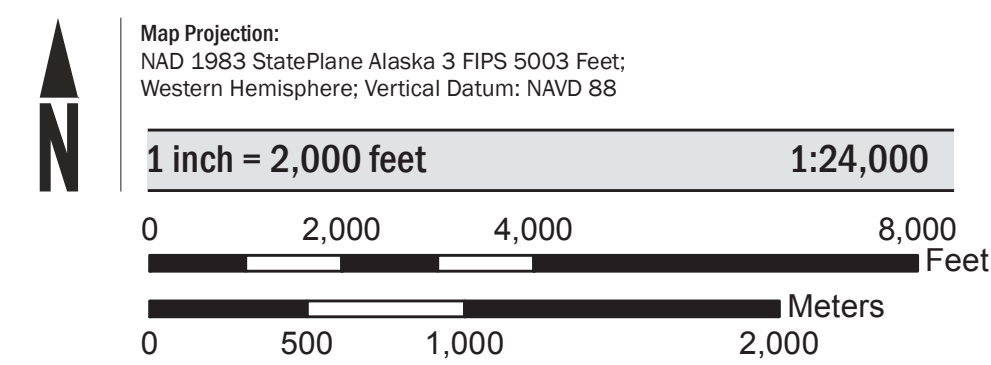 N
Map Projection:
NAD 1983 StatePlane Alaska 3 FIPS 5003 Feet;
Western Hemisphere; Vertical Datum: NAVD 88
1 inch = 2,000 feet 1:24,000
0 2,000 4,000 8,000
Feet
Meters
0 500 1,000 2,000